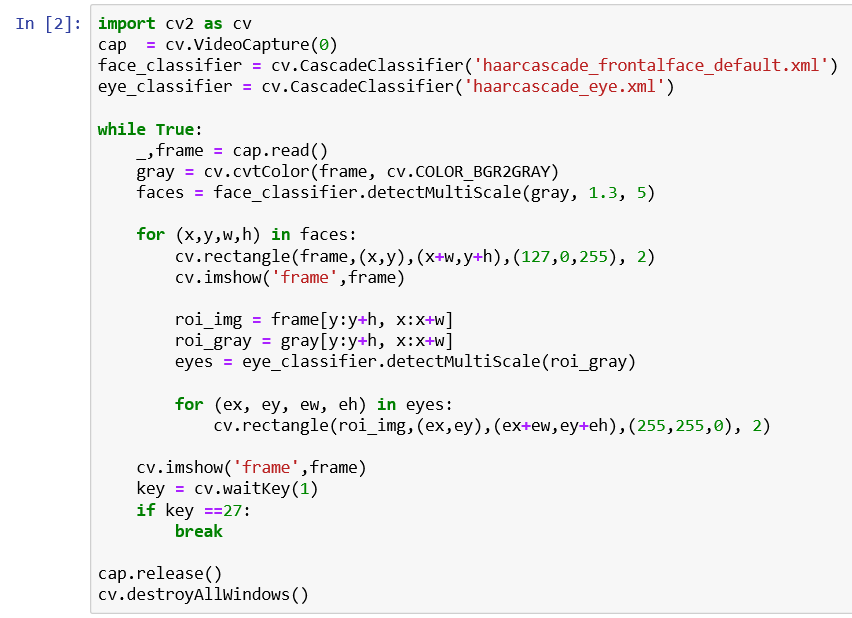 In [2]: import cv2 as cv
cap  = cv.VideoCapture(0)
face_classifier = cv.CascadeClassifier('haarcascade_frontalface_default.xml')
eye_classifier = cv.CascadeClassifier('haarcascade_eye.xml')

while True:
    _,frame = cap.read()
    gray = cv.cvtColor(frame, cv.COLOR_BGR2GRAY)
    faces = face_classifier.detectMultiScale(gray, 1.3, 5)

    for (x,y,w,h) in faces:
        cv.rectangle(frame,(x,y),(x+w,y+h),(127,0,255), 2)
        cv.imshow('frame',frame)

        roi_img = frame[y:y+h, x:x+w]
        roi_gray = gray[y:y+h, x:x+w]
        eyes = eye_classifier.detectMultiScale(roi_gray)

        for (ex, ey, ew, eh) in eyes:
            cv.rectangle(roi_img,(ex,ey),(ex+ew,ey+eh),(255,255,0), 2)

    cv.imshow('frame',frame)
    key = cv.waitKey(1)
    if key ==27:
        break

cap.release()
cv.destroyAllWindows()